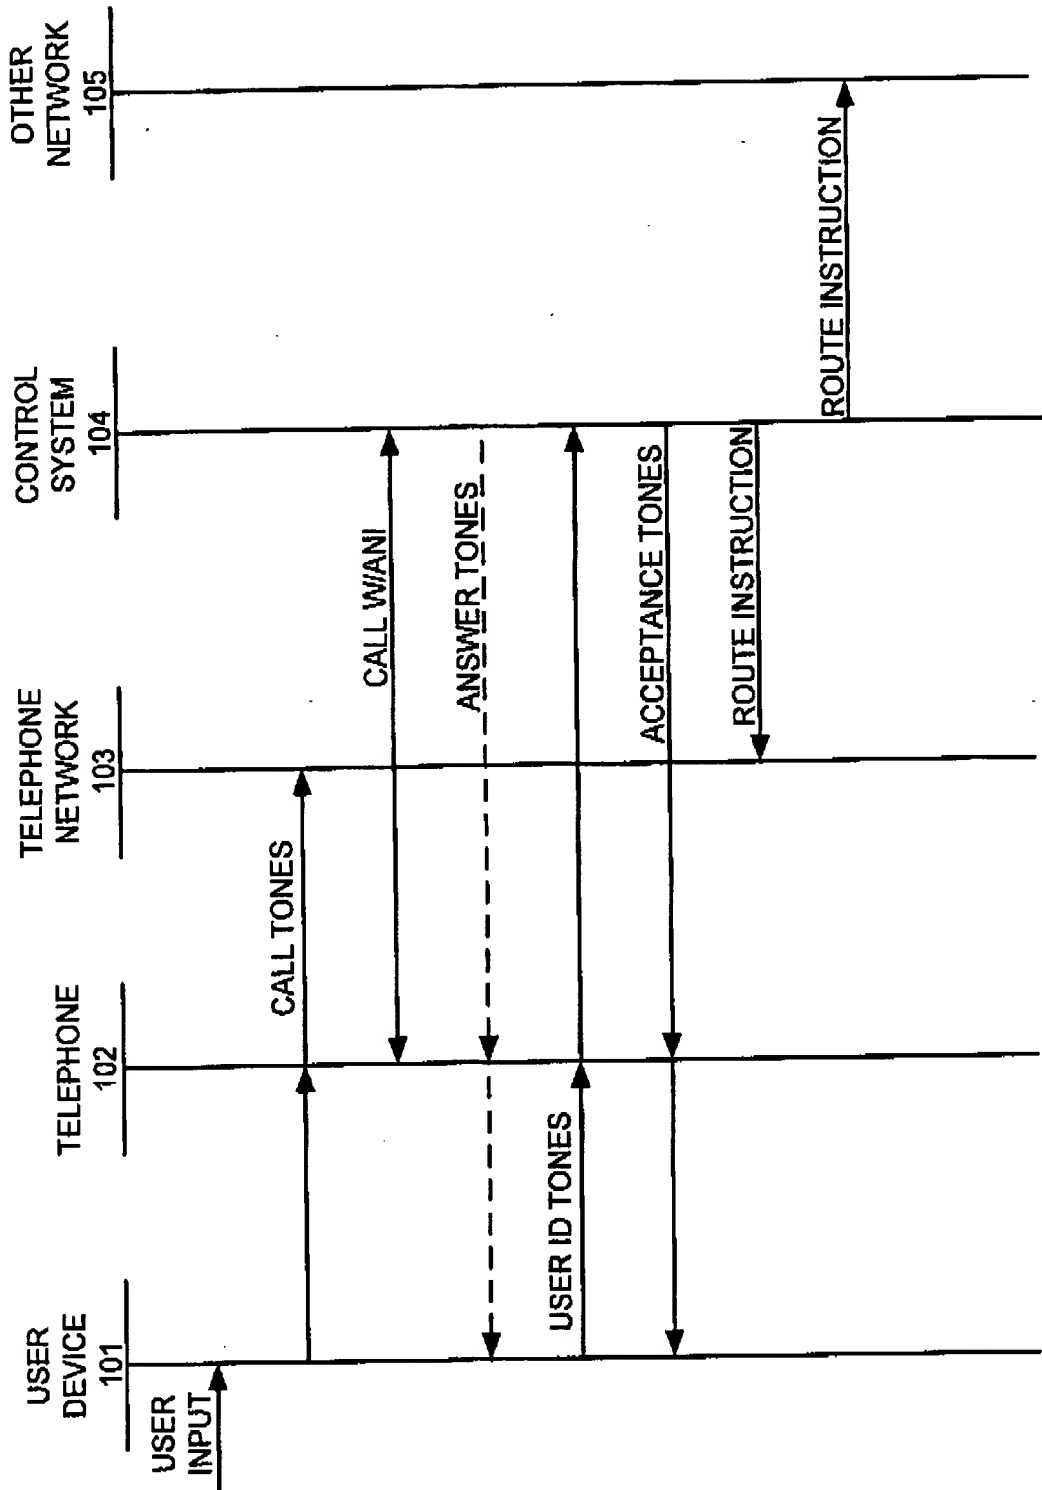 USER
DEVICE
101
TELEPHONE
102
TELEPHONE
NETWORK
103
CONTROL
SYSTEM
104
OTHER
NETWORK
105
USER
INPUT
CALL TONES
CALL W/ANI
ANSWER TONES
USER ID TONES
ACCEPTANCE TONES
ROUTE INSTRUCTION
ROUTE INSTRUCTION